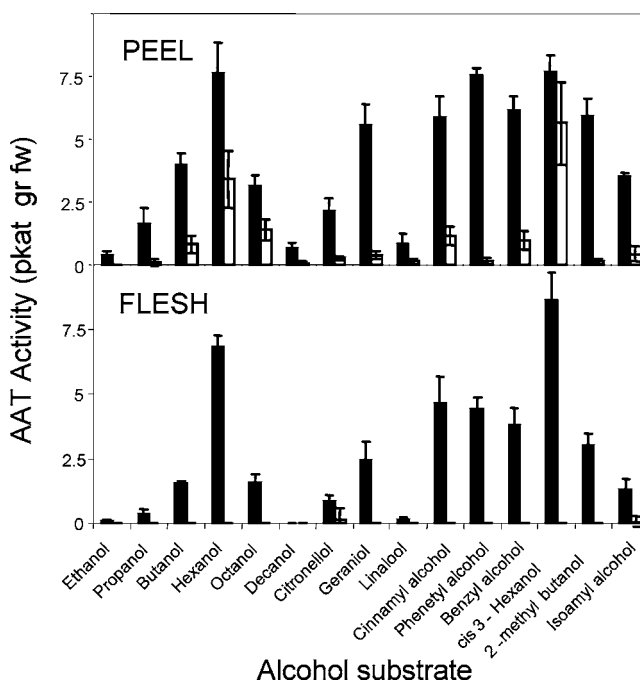 PEEL
7.5
5
2.5
0
FLESH
7.5
5
2.5
0
AAT Activity (pkat gr fw)
Ethanol
Propanol
Butanol
Hexanol
Octanol
Decanol
Citronellol
Geraniol
Linalool
Cinnamyl alcohol
Phenetyl alcohol
Benzyl alcohol
cis 3 - Hexanol
2 -methyl butanol
Isoamyl alcohol
Alcohol substrate